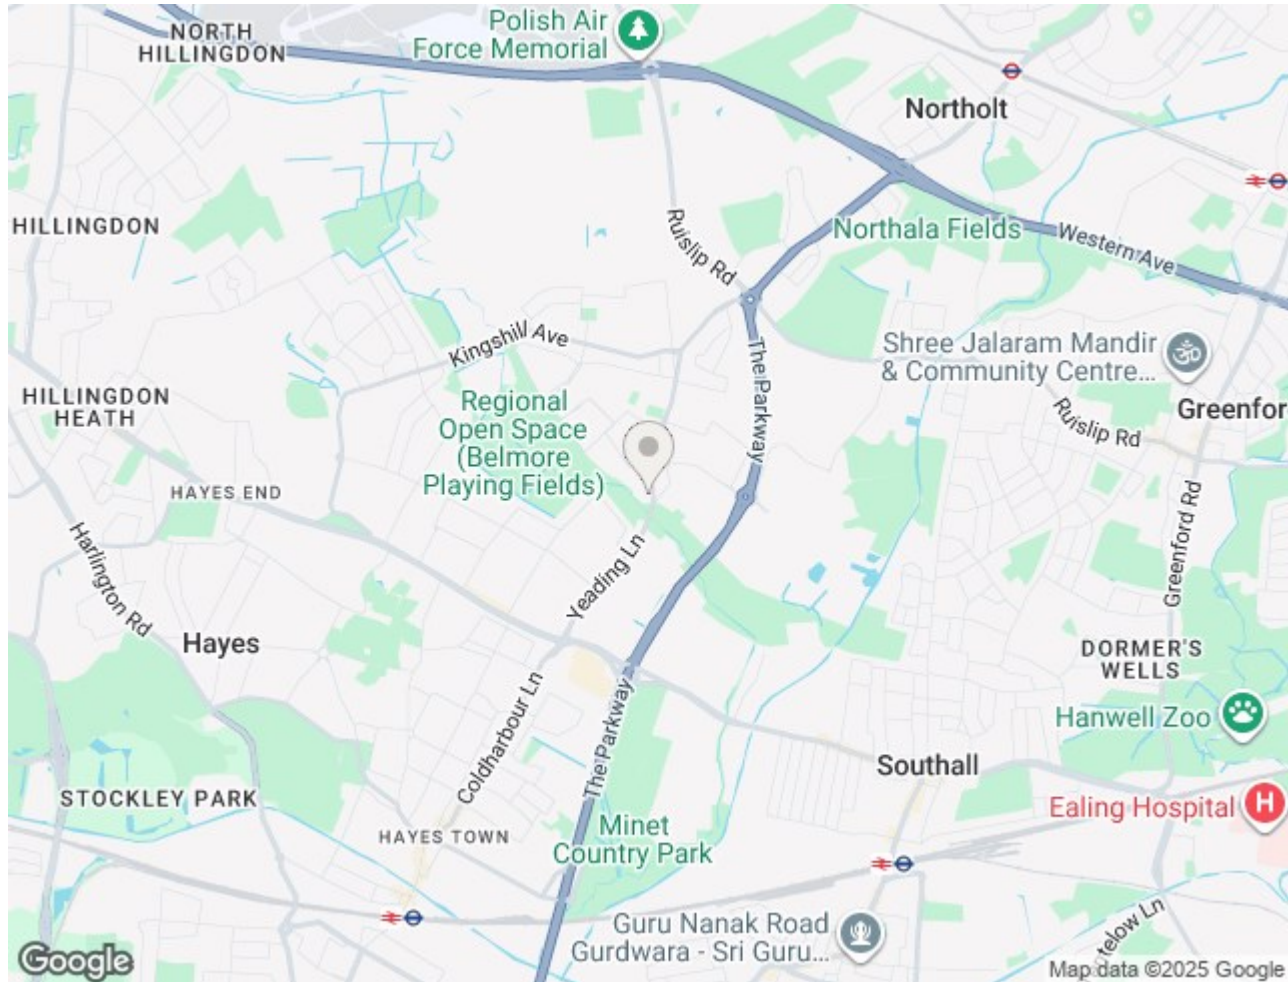 NORTH
HILLINGDON
Polish Air
Force Memorial
Northolt
HILLINGDON
Ruislip Rd
Northala Fields
Western Ave
Kingshill Ave
The Parkway
Shree Jalaram Mandir
& Community Centre...
HILLINGDON
HEATH
Regional
Open Space
(Belmore
Playing Fields)
Ruislip Rd
Greenfor
HAYES END
Harlington Rd
Yeading Ln
Greenford Rd
Hayes
DORMER'S
WELLS
Coldharbour Ln
The Parkway
Hanwell Zoo
Southall
STOCKLEY PARK
Ealing Hospital
H
HAYES TOWN
Minet
Country Park
Guru Nanak Road
Gurdwara - Sri Guru...
telow Ln
Google
Map data ©2025 Google